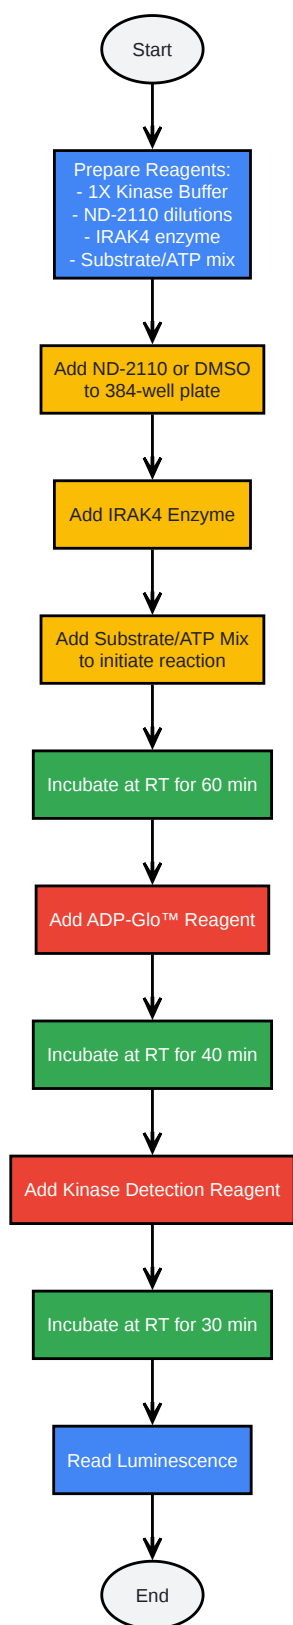 Start
Prepare Reagents:
- 1X Kinase Buffer
- ND-2110 dilutions
- IRAK4 enzyme
- Substrate/ATP mix
Add ND-2110 or DMSO
to 384-well plate
Add IRAK4 Enzyme
Add Substrate/ATP Mix
to initiate reaction
Incubate at RT for 60 min
Add ADP-Glo™ Reagent
Incubate at RT for 40 min
Add Kinase Detection Reagent
Incubate at RT for 30 min
Read Luminescence
End